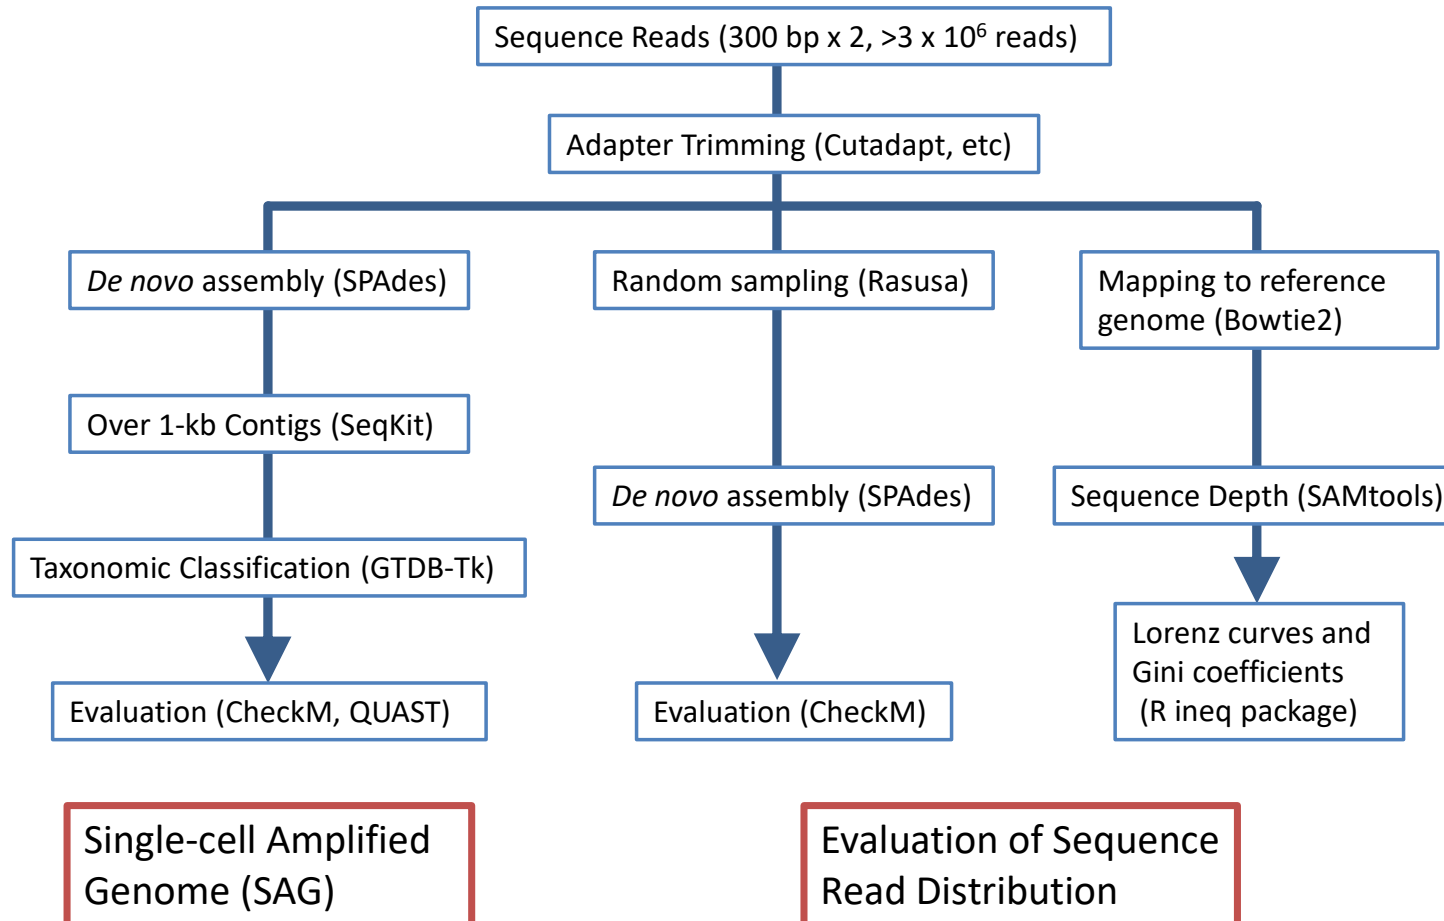 Sequence Reads (300 bp x 2, >3 x 10⁶ reads)
Adapter Trimming (Cutadapt, etc)
De novo assembly (SPAdes)
Random sampling (Rasusa)
Mapping to reference
genome (Bowtie2)
Over 1-kb Contigs (SeqKit)
De novo assembly (SPAdes)
Sequence Depth (SAMtools)
Taxonomic Classification (GTDB-Tk)
Lorenz curves and
Gini coefficients
(R ineq package)
Evaluation (CheckM, QUAST)
Evaluation (CheckM)
Single-cell Amplified
Genome (SAG)
Evaluation of Sequence
Read Distribution